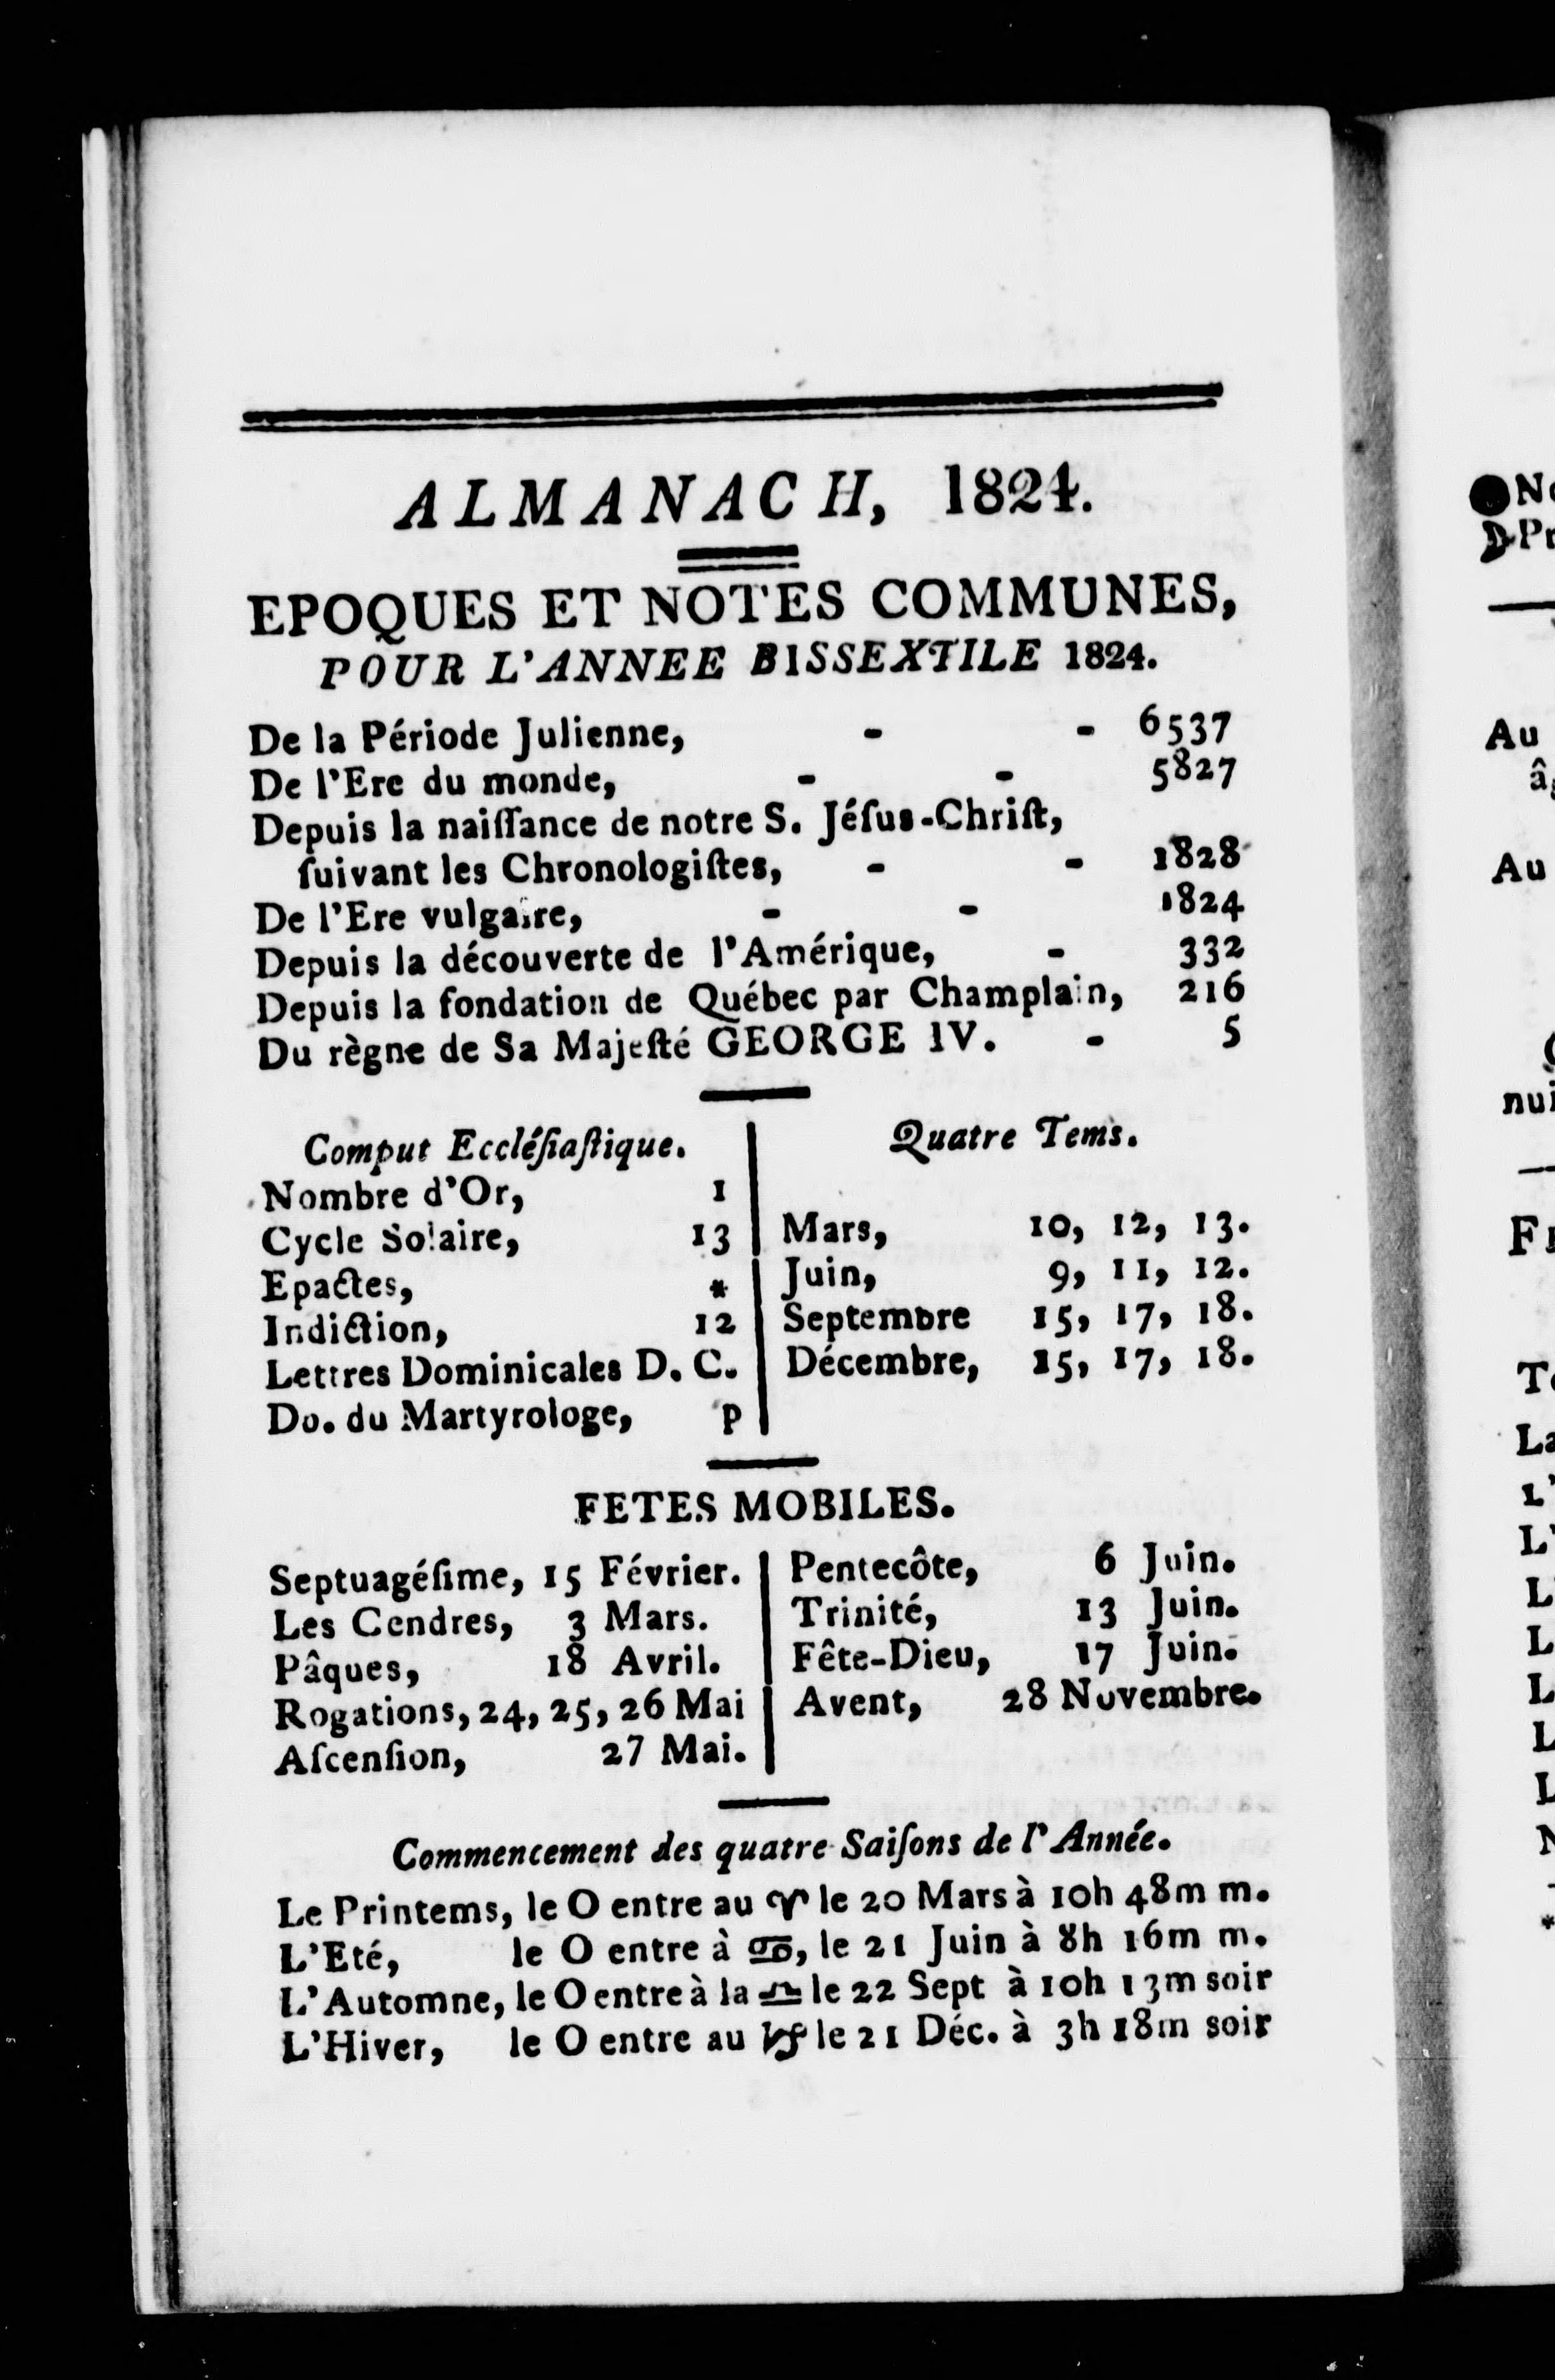 ALMANACH, 1824.
EPOQUES ET NOTES COMMUNES,
POUR L'ANNEE BISSEXTILE 1824.
De la Période Julienne, - - 6537
De l'Ere du monde, - - 5827
Depuis la naiſſance de notre S. Jéſus-Chriſt,
ſuivant les Chronologiſtes, - - 1828
De l'Ere vulgaire, - - 1824
Depuis la découverte de l'Amérique, - 332
Depuis la fondation de Québec par Champlain, 216
Du règne de Sa Majeſté GEORGE IV. - 5
Comput Eccléſiaſtique.
Nombre d'Or, 1
Cycle Solaire, 13
Epactes, *
Indiction, 12
Lettres Dominicales D. C.
Do. du Martyrologe, P
Quatre Tems.
Mars, 10, 12, 13.
Juin, 9, 11, 12.
Septembre 15, 17, 18.
Décembre, 15, 17, 18.
FETES MOBILES.
Septuagéſime, 15 Février.
Les Cendres, 3 Mars.
Pâques, 18 Avril.
Rogations, 24, 25, 26 Mai
Aſcenſion, 27 Mai.
Pentecôte, 6 Juin.
Trinité, 13 Juin.
Fête-Dieu, 17 Juin.
Avent, 28 Novembre.
Commencement des quatre Saiſons de l'Année.
Le Printems, le O entre au ♈ le 20 Mars à 10h 48m m.
L'Eté, le O entre à ♋, le 21 Juin à 8h 16m m.
L'Automne, le O entre à la ♎ le 22 Sept à 10h 13m soir
L'Hiver, le O entre au ♑ le 21 Déc. à 3h 18m soir
Au
Au
nui